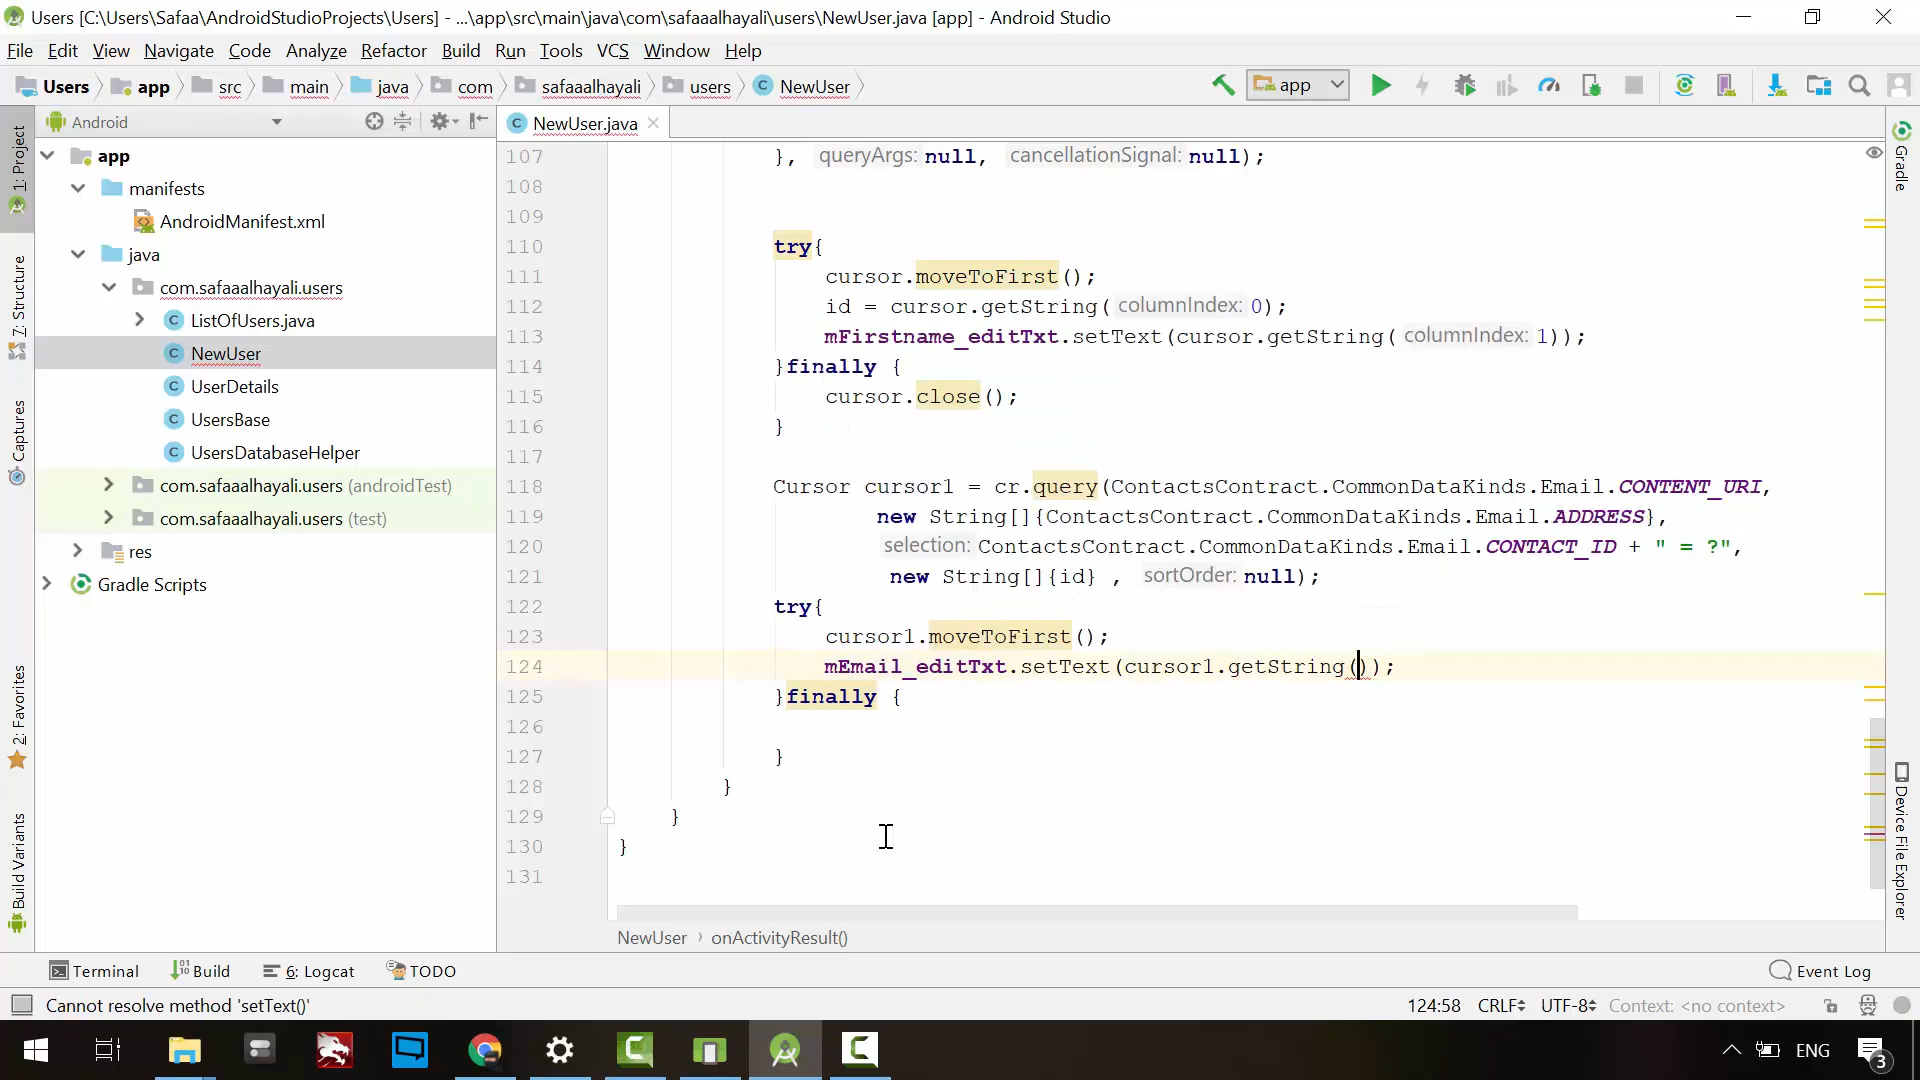 Users [C:\Users\Safaa\AndroidStudioProjects\Users] - ...\app\src\main\java\com\safaaalhayali\users\NewUser.java [app] - Android Studio
File Edit View Navigate Code Analyze Refactor Build Run Tools VCS Window Help
Users app src main java com safaaalhayali users NewUser app
Android
NewUser.java
1: Project
7: Structure
Captures
2: Favorites
Build Variants
app
manifests
AndroidManifest.xml
java
com.safaaalhayali.users
ListOfUsers.java
NewUser
UserDetails
UsersBase
UsersDatabaseHelper
com.safaaalhayali.users (androidTest)
com.safaaalhayali.users (test)
res
Gradle Scripts
107 }, queryArgs: null, cancellationSignal: null);
108
109
110 try{
111 cursor.moveToFirst();
112 id = cursor.getString( columnIndex: 0);
113 mFirstname_editTxt.setText(cursor.getString( columnIndex: 1));
114 }finally {
115 cursor.close();
116 }
117
118 Cursor cursor1 = cr.query(ContactsContract.CommonDataKinds.Email.CONTENT_URI,
119 new String[]{ContactsContract.CommonDataKinds.Email.ADDRESS},
120 selection: ContactsContract.CommonDataKinds.Email.CONTACT_ID + " = ?",
121 new String[]{id} , sortOrder: null);
122 try{
123 cursor1.moveToFirst();
124 mEmail_editTxt.setText(cursor1.getString());
125 }finally {
126
127 }
128 }
129 }
130 }
131
NewUser › onActivityResult()
Gradle
Device File Explorer
Terminal Build 6: Logcat TODO Event Log
Cannot resolve method 'setText()' 124:58 CRLF UTF-8 Context: <no context>
ENG 3